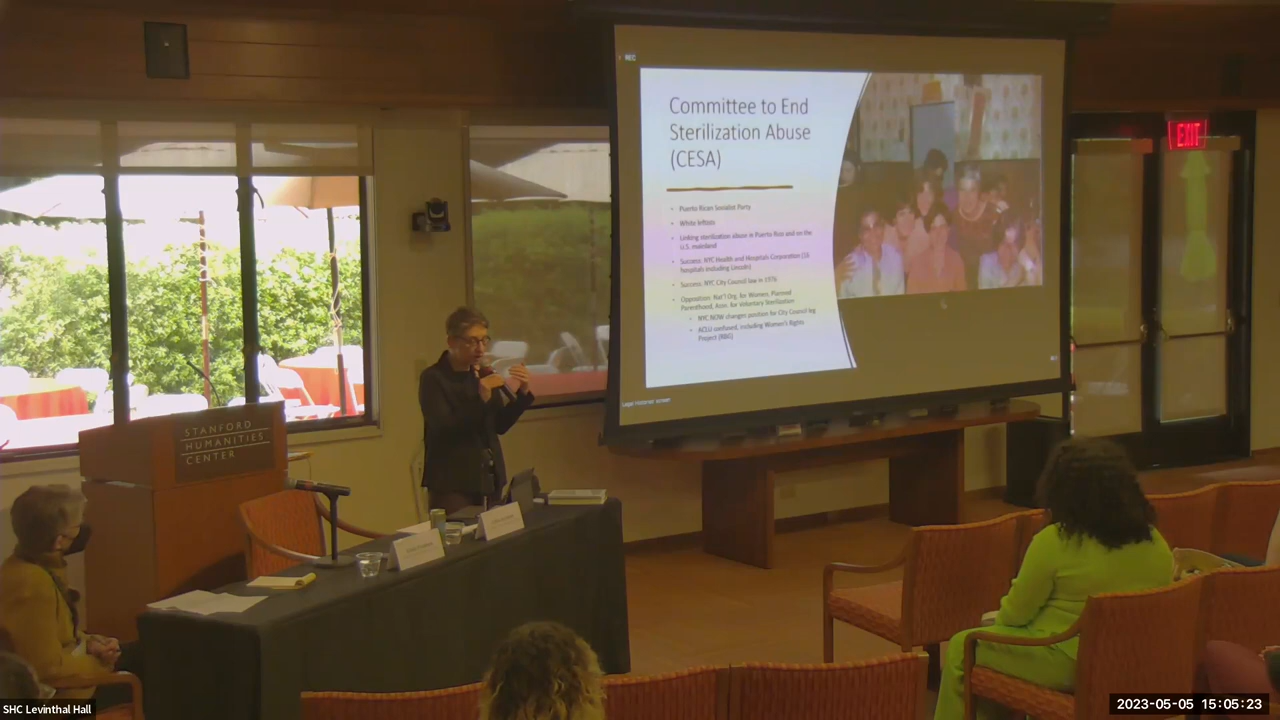 REC
Committee to End
Sterilization Abuse
(CESA)
• Puerto Rican Socialist Party
• White leftists
• Linking sterilization abuse in Puerto Rico and on the
U.S. mainland
• Success: NYC Health and Hospitals Corporation (16
hospitals including Lincoln)
• Success: NYC City Council law in 1976
• Opposition: Nat'l Org. for Women, Planned
Parenthood, Assn. for Voluntary Sterilization
• NYC NOW changes position for City Council leg
• ACLU confused, including Women's Rights
Project (RBG)
EXIT
STANFORD
HUMANITIES
CENTER
SHC Levinthal Hall
2023-05-05 15:05:23